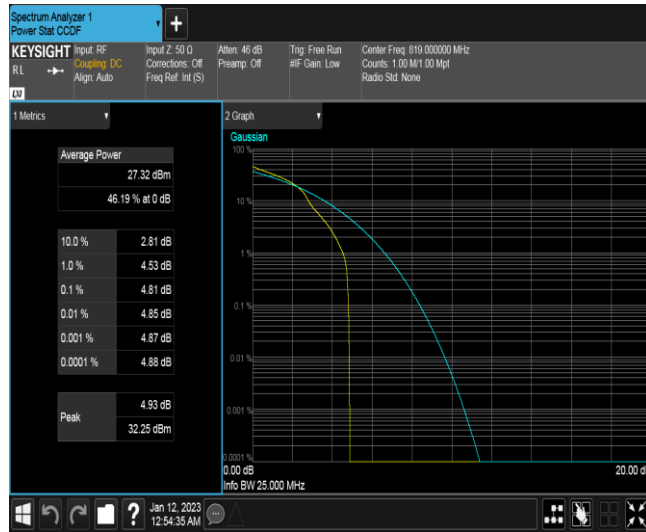 Spectrum Analyzer 1
Power Stat CCDF
+
KEYSIGHT
RL
LXI
Input: RF
Coupling: DC
Align: Auto
Input Z: 50 Ω
Corrections: Off
Freq Ref: Int (S)
Atten: 46 dB
Preamp: Off
Trig: Free Run
#IF Gain: Low
Center Freq: 819.000000 MHz
Counts: 1.00 M/1.00 Mpt
Radio Std: None
1 Metrics
Average Power
27.32 dBm
46.19 % at 0 dB
10.0 % 2.81 dB
1.0 % 4.53 dB
0.1 % 4.81 dB
0.01 % 4.85 dB
0.001 % 4.87 dB
0.0001 % 4.88 dB
Peak
4.93 dB
32.25 dBm
2 Graph
Gaussian
100 %
10 %
1 %
0.1 %
0.01 %
0.001 %
0.0001 %
0.00 dB
20.00 d
Info BW 25.000 MHz
?
Jan 12, 2023
12:54:35 AM